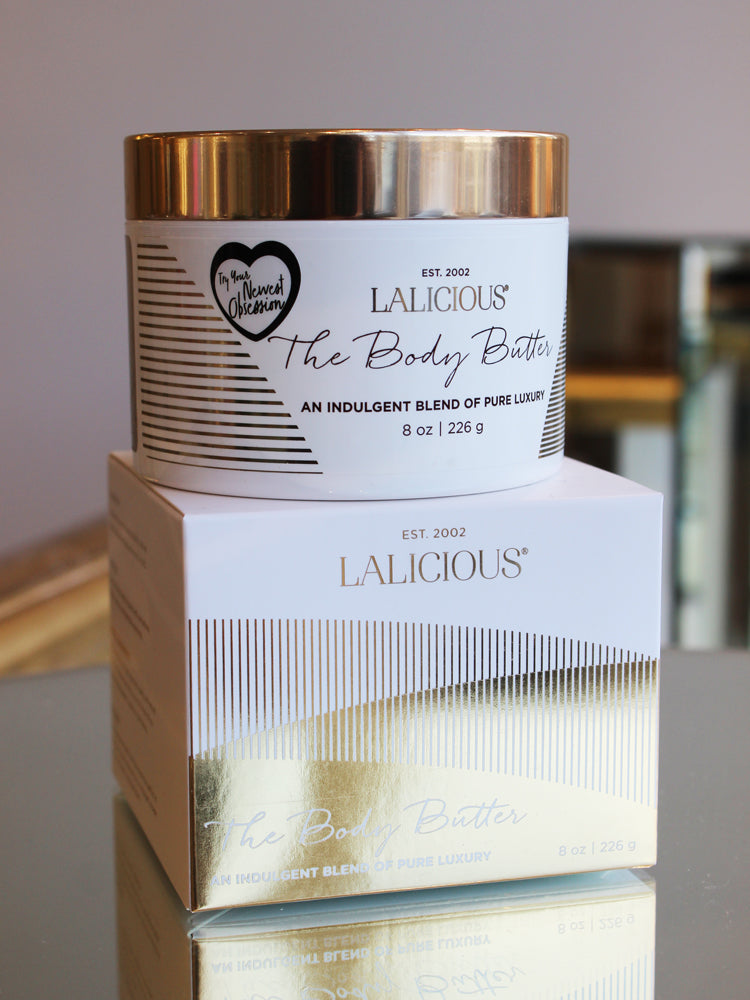 Try Your
Newest
Obsession
EST. 2002
LALICIOUS®
The Body Butter
AN INDULGENT BLEND OF PURE LUXURY
8 oz | 226 g
EST. 2002
LALICIOUS®
The Body Butter
AN INDULGENT BLEND OF PURE LUXURY
8 oz | 226 g